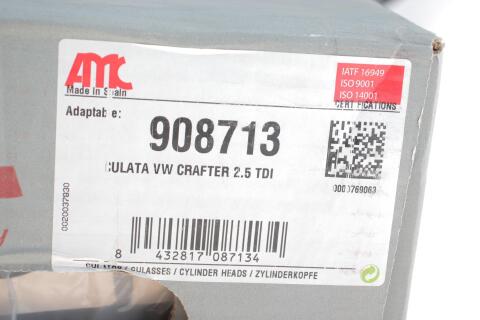 AMC
Made in Spain
IATF 16949
ISO 9001
ISO 14001
CERTIFICATIONS
Adaptable:
908713
CULATA VW CRAFTER 2.5 TDI
0020037930
0000769063
8 432817 087134
CULATAS / CULASSES / CYLINDER HEADS / ZYLINDERKOPFE